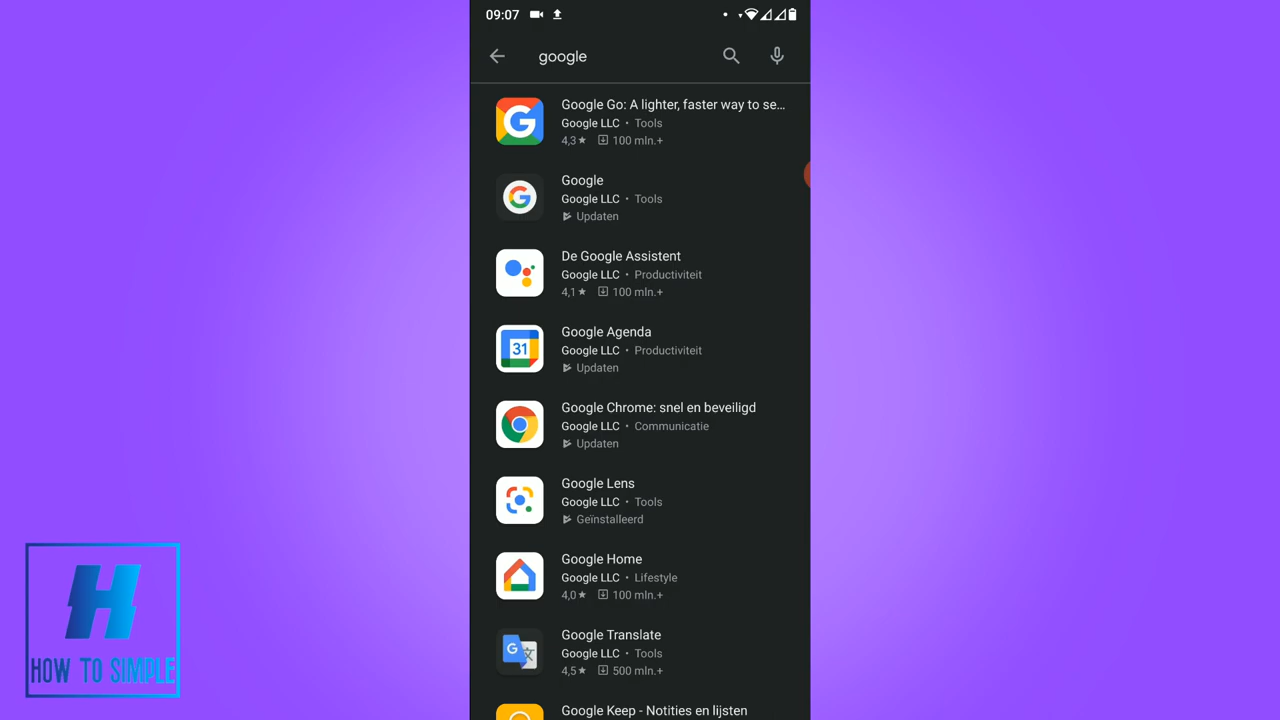 09:07
google
Google Go: A lighter, faster way to se...
Google LLC • Tools
4,3★ 100 mln.+
Google
Google LLC • Tools
Updaten
De Google Assistent
Google LLC • Productiviteit
4,1★ 100 mln.+
31
Google Agenda
Google LLC • Productiviteit
Updaten
Google Chrome: snel en beveiligd
Google LLC • Communicatie
Updaten
Google Lens
Google LLC • Tools
Geïnstalleerd
Google Home
Google LLC • Lifestyle
4,0★ 100 mln.+
Google Translate
Google LLC • Tools
4,5★ 500 mln.+
Google Keep - Notities en lijsten
H
HOW TO SIMPLE